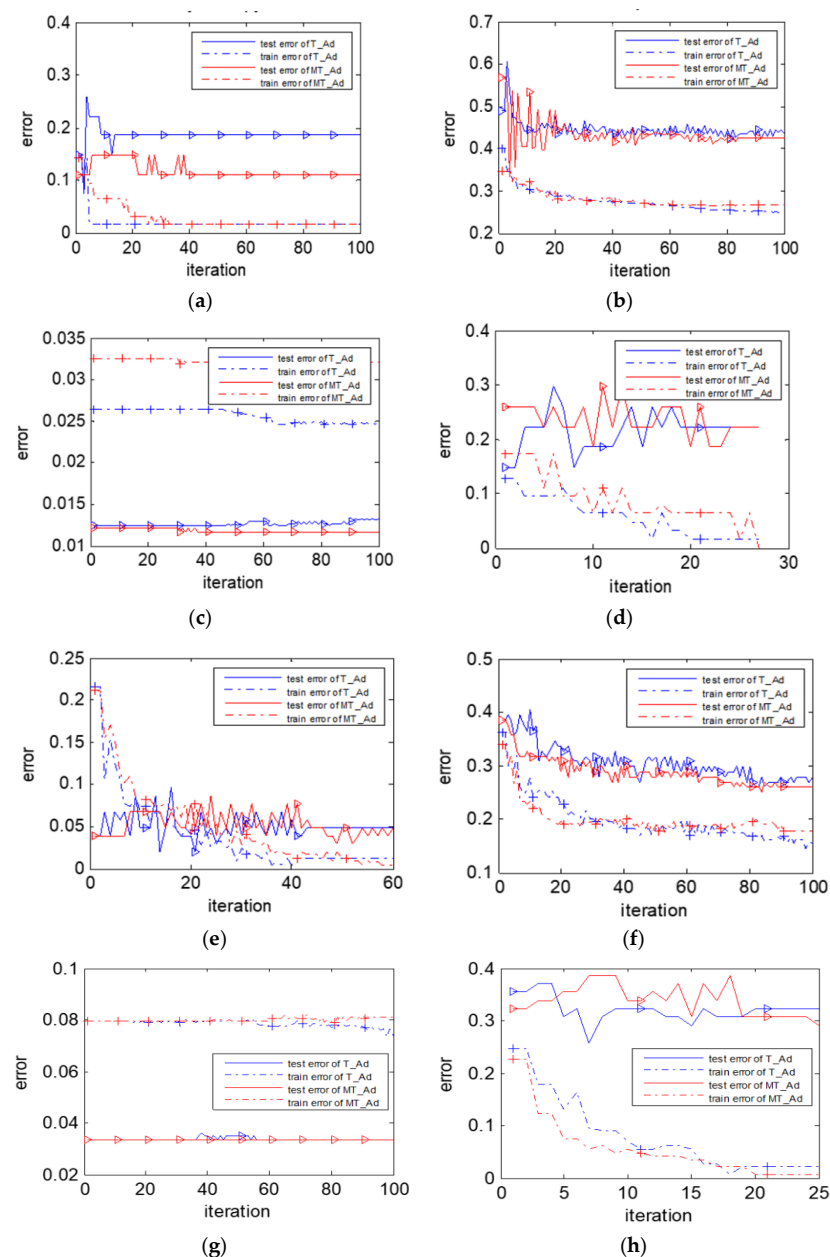 0.4
0.3
0.2
0.1
0
error
test error of T_Ad
train error of T_Ad
test error of MT_Ad
train error of MT_Ad
0 20 40 60 80 100
iteration
(a)
0.7
0.6
0.5
0.4
0.3
0.2
error
test error of T_Ad
train error of T_Ad
test error of MT_Ad
train error of MT_Ad
0 20 40 60 80 100
iteration
(b)
0.035
0.03
0.025
0.02
0.015
0.01
error
test error of T_Ad
train error of T_Ad
test error of MT_Ad
train error of MT_Ad
0 20 40 60 80 100
iteration
(c)
0.4
0.3
0.2
0.1
0
error
test error of T_Ad
train error of T_Ad
test error of MT_Ad
train error of MT_Ad
0 10 20 30
iteration
(d)
0.25
0.2
0.15
0.1
0.05
0
error
test error of T_Ad
train error of T_Ad
test error of MT_Ad
train error of MT_Ad
0 20 40 60
iteration
(e)
0.5
0.4
0.3
0.2
0.1
error
test error of T_Ad
train error of T_Ad
test error of MT_Ad
train error of MT_Ad
0 20 40 60 80 100
iteration
(f)
0.1
0.08
0.06
0.04
0.02
error
test error of T_Ad
train error of T_Ad
test error of MT_Ad
train error of MT_Ad
0 20 40 60 80 100
iteration
(g)
0.4
0.3
0.2
0.1
0
error
test error of T_Ad
train error of T_Ad
test error of MT_Ad
train error of MT_Ad
0 5 10 15 20 25
iteration
(h)